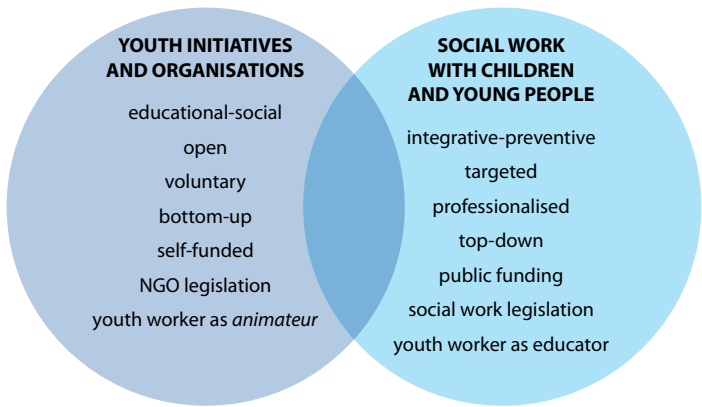 YOUTH INITIATIVES
AND ORGANISATIONS
educational-social
open
voluntary
bottom-up
self-funded
NGO legislation
youth worker as animateur
SOCIAL WORK
WITH CHILDREN
AND YOUNG PEOPLE
integrative-preventive
targeted
professionalised
top-down
public funding
social work legislation
youth worker as educator